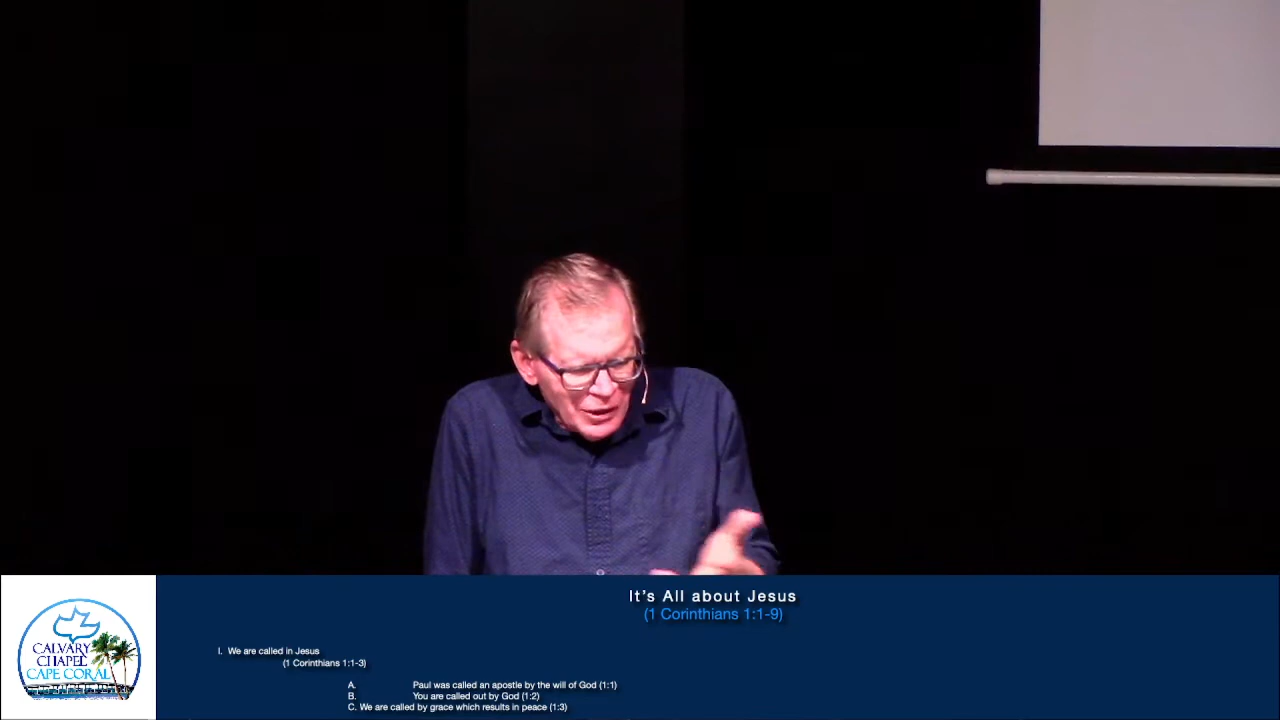 It's All about Jesus
(1 Corinthians 1:1-9)
I. We are called in Jesus
(1 Corinthians 1:1-3)
A. Paul was called an apostle by the will of God (1:1)
B. You are called out by God (1:2)
C. We are called by grace which results in peace (1:3)
CALVARY
CHAPEL
CAPE CORAL